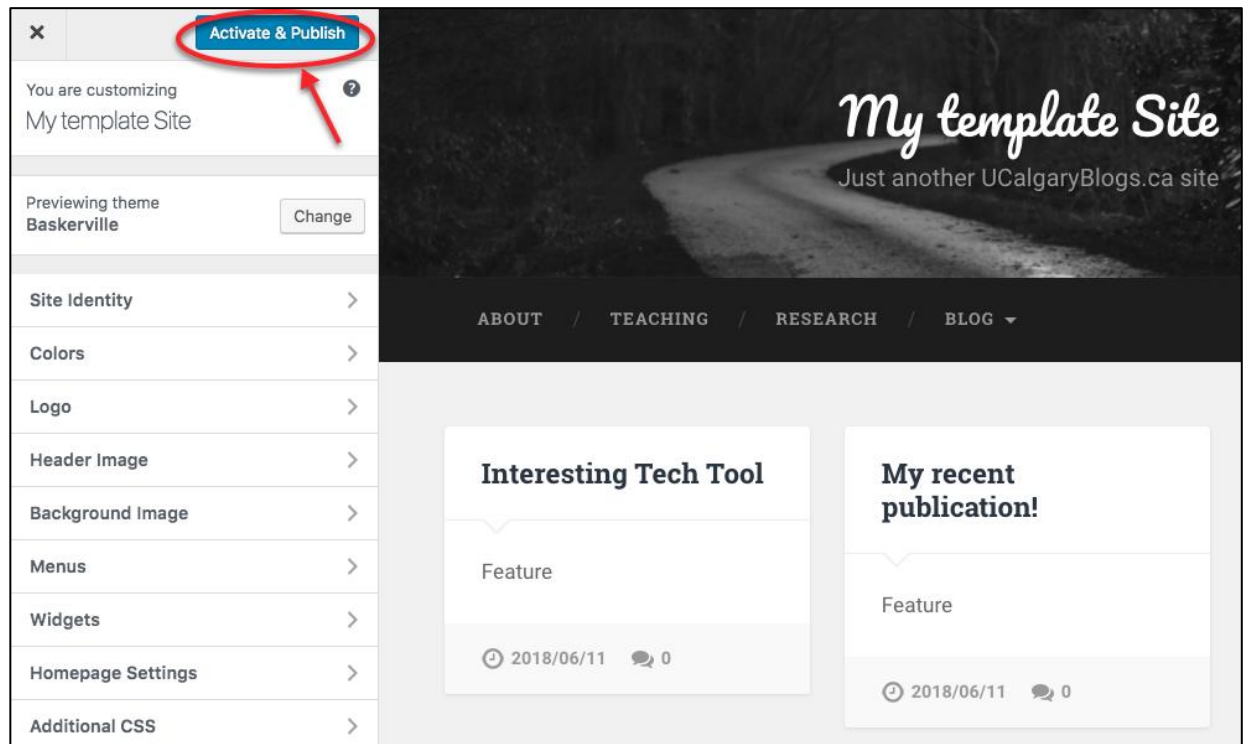 Activate & Publish
You are customizing
My template Site
Previewing theme
Baskerville
Change
Site Identity
Colors
Logo
Header Image
Background Image
Menus
Widgets
Homepage Settings
Additional CSS
My template Site
Just another UCalgaryBlogs.ca site
ABOUT / TEACHING / RESEARCH / BLOG
Interesting Tech Tool
Feature
2018/06/11 0
My recent
publication!
Feature
2018/06/11 0